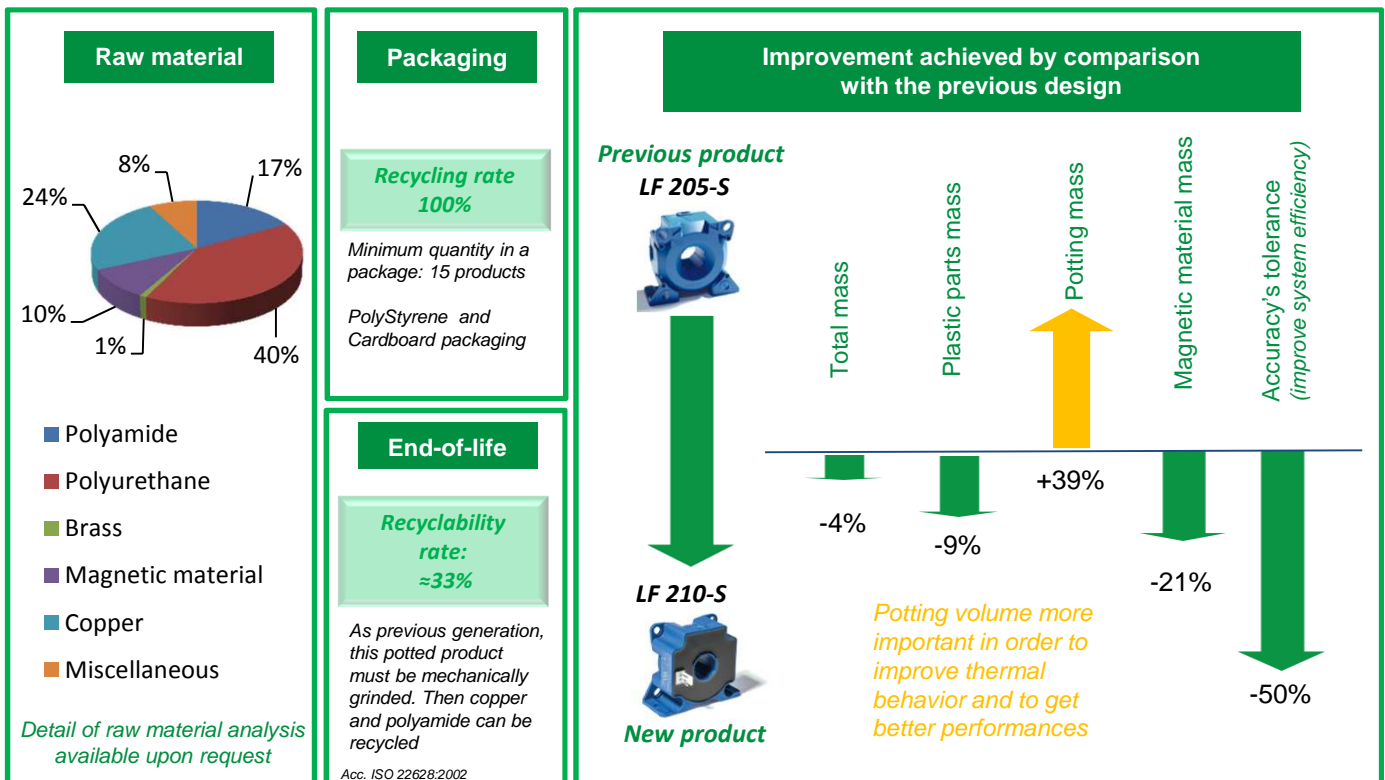 Raw material
8%
17%
24%
10%
1%
40%
Polyamide
Polyurethane
Brass
Magnetic material
Copper
Miscellaneous
Detail of raw material analysis
available upon request
Packaging
Recycling rate
100%
Minimum quantity in a
package: 15 products
PolyStyrene and
Cardboard packaging
End-of-life
Recyclability
rate:
≈33%
As previous generation,
this potted product
must be mechanically
grinded. Then copper
and polyamide can be
recycled
Acc. ISO 22628:2002
Improvement achieved by comparison
with the previous design
Previous product
LF 205-S
LF 210-S
New product
Total mass
Plastic parts mass
Potting mass
Magnetic material mass
Accuracy's tolerance
(improve system efficiency)
-4%
-9%
+39%
-21%
-50%
Potting volume more
important in order to
improve thermal
behavior and to get
better performances